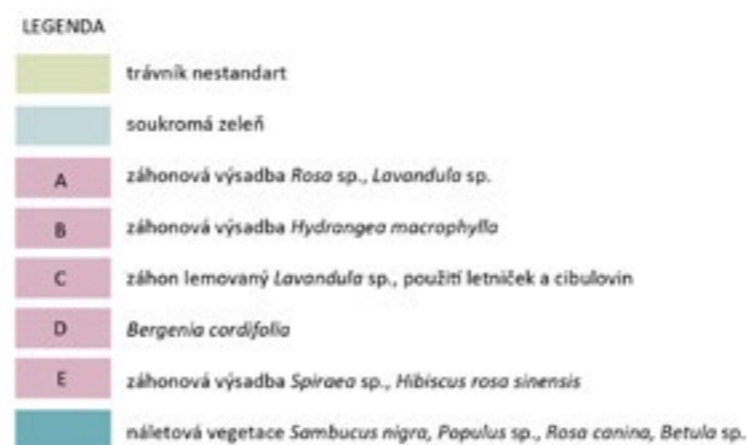 LEGENDA
trávník nestandart
soukromá zeleň
A záhonová výsadba Rosa sp., Lavandula sp.
B záhonová výsadba Hydrangea macrophylla
C záhon lemovaný Lavandula sp., použití letniček a cibulovin
D Bergenia cordifolia
E záhonová výsadba Spiraea sp., Hibiscus rosa sinensis
náletová vegetace Sambucus nigra, Populus sp., Rosa canina, Betula sp.